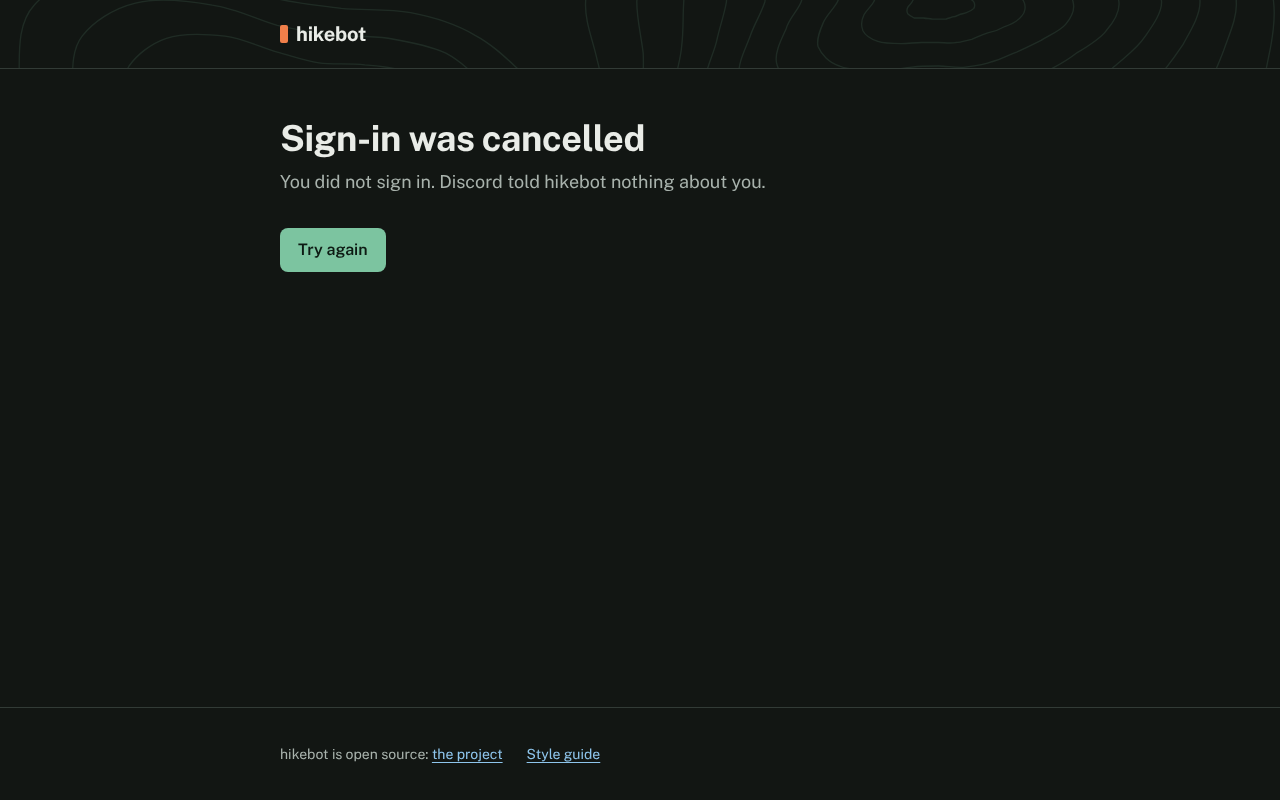 hikebot
Sign-in was cancelled
You did not sign in. Discord told hikebot nothing about you.
Try again
hikebot is open source: the project Style guide